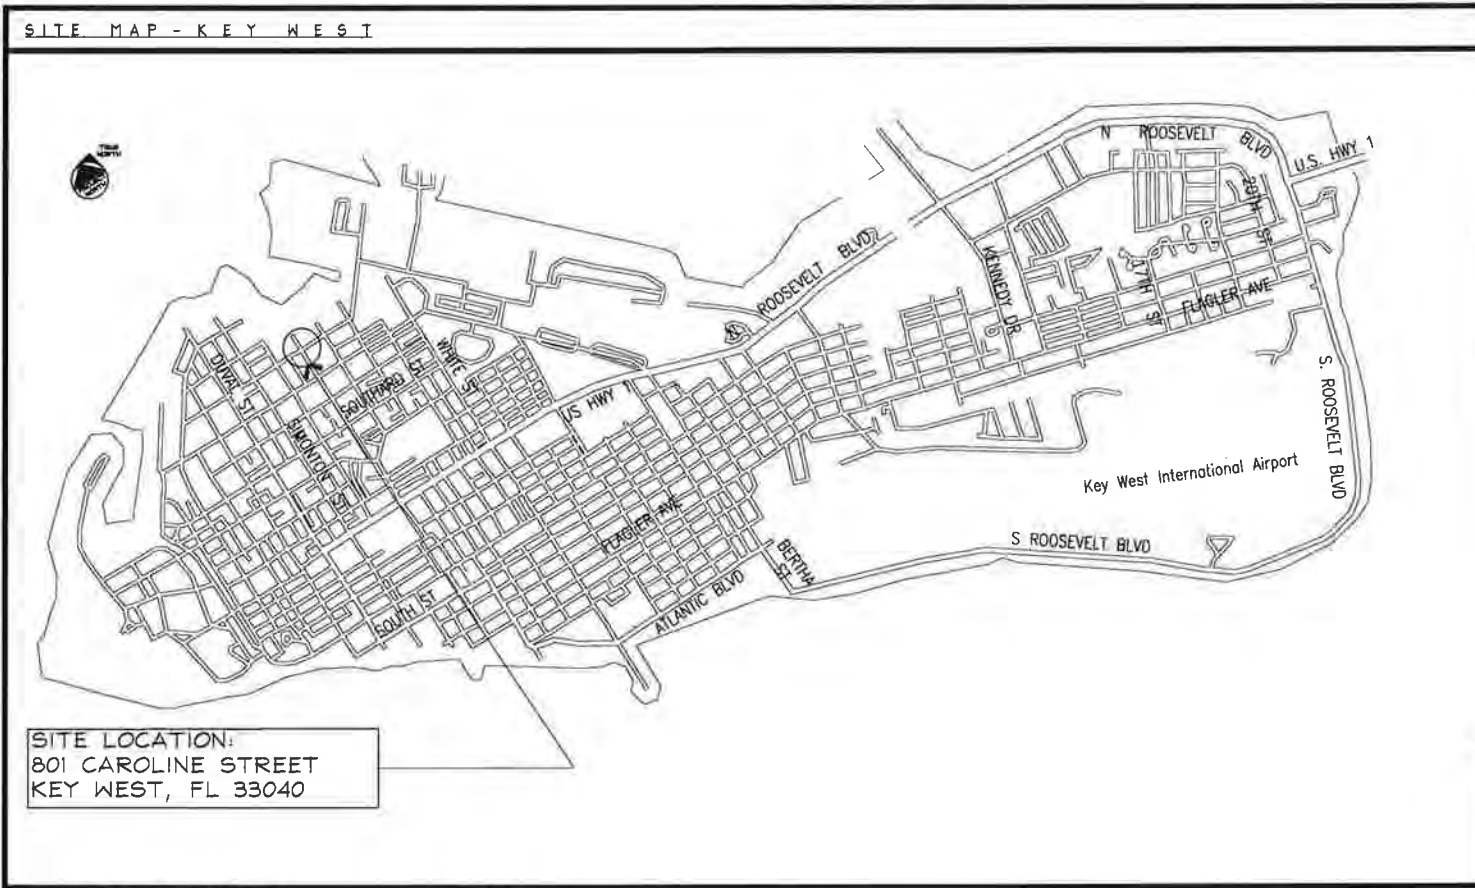 SITE MAP - KEY WEST
TRUE
NORTH
N ROOSEVELT BLVD
U.S. HWY 1
20TH ST
KENNEDY DR
17TH ST
FLAGLER AVE
N ROOSEVELT BLVD
DUVAL ST
WHITE ST
SOUTHARD
SIMONTON ST
US HWY 1
S. ROOSEVELT BLVD
Key West International Airport
FLAGLER AVE
S ROOSEVELT BLVD
BERTHA ST
ATLANTIC BLVD
SOUTH ST
SITE LOCATION:
801 CAROLINE STREET
KEY WEST, FL 33040